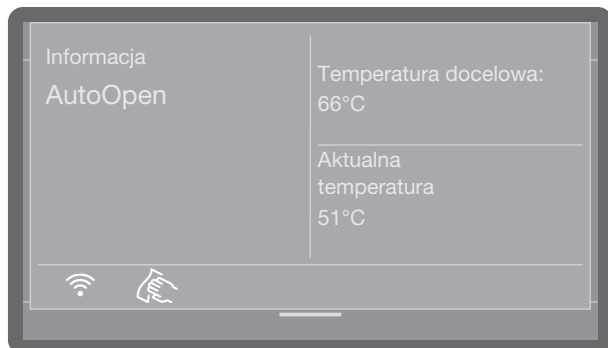 Informacja
AutoOpen
Temperatura docelowa:
66°C
Aktualna
temperatura
51°C